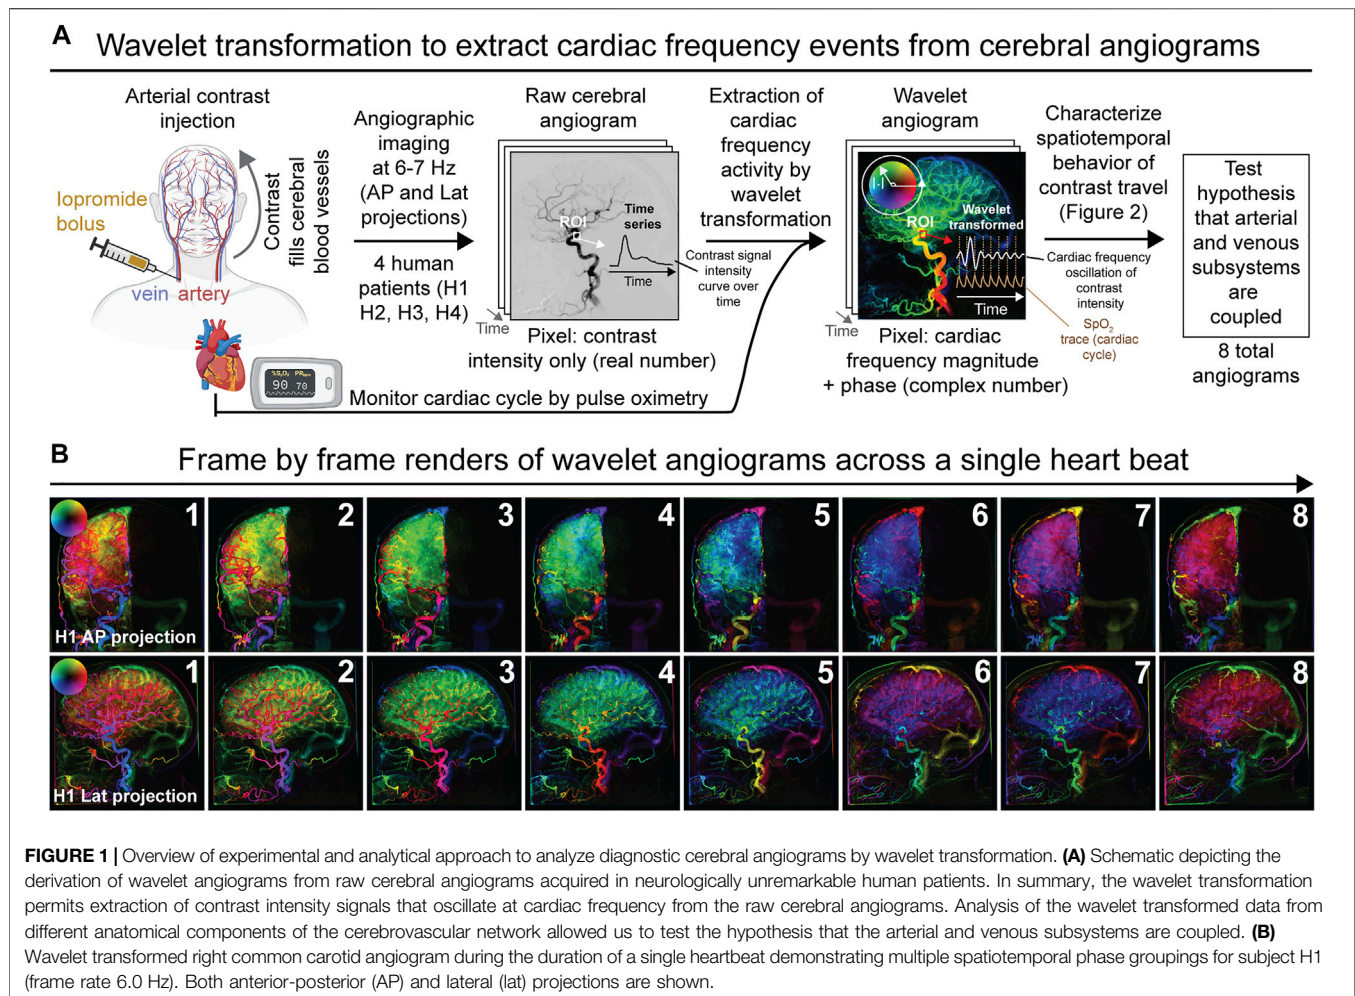 A Wavelet transformation to extract cardiac frequency events from cerebral angiograms
Arterial contrast
injection
Iopromide
bolus
vein artery
Contrast
fills cerebral
blood vessels
%SpO2 PRbpm
90 70
Angiographic
imaging
at 6-7 Hz
(AP and Lat
projections)
4 human
patients (H1
H2, H3, H4)
Raw cerebral
angiogram
ROI
Time
series
Time
Time
Contrast signal
intensity
curve over
time
Pixel: contrast
intensity only (real number)
Monitor cardiac cycle by pulse oximetry
Extraction of
cardiac
frequency
activity by
wavelet
transformation
Wavelet
angiogram
|·|
ROI
Wavelet
transformed
Time
Time
Cardiac frequency
oscillation of
contrast
intensity
SpO2
trace (cardiac
cycle)
Pixel: cardiac
frequency magnitude
+ phase (complex number)
Characterize
spatiotemporal
behavior of
contrast travel
(Figure 2)
Test
hypothesis
that arterial
and venous
subsystems
are
coupled
8 total
angiograms
B Frame by frame renders of wavelet angiograms across a single heart beat
1 2 3 4 5 6 7 8
H1 AP projection
1 2 3 4 5 6 7 8
H1 Lat projection
FIGURE 1 | Overview of experimental and analytical approach to analyze diagnostic cerebral angiograms by wavelet transformation. (A) Schematic depicting the
derivation of wavelet angiograms from raw cerebral angiograms acquired in neurologically unremarkable human patients. In summary, the wavelet transformation
permits extraction of contrast intensity signals that oscillate at cardiac frequency from the raw cerebral angiograms. Analysis of the wavelet transformed data from
different anatomical components of the cerebrovascular network allowed us to test the hypothesis that the arterial and venous subsystems are coupled. (B)
Wavelet transformed right common carotid angiogram during the duration of a single heartbeat demonstrating multiple spatiotemporal phase groupings for subject H1
(frame rate 6.0 Hz). Both anterior-posterior (AP) and lateral (lat) projections are shown.